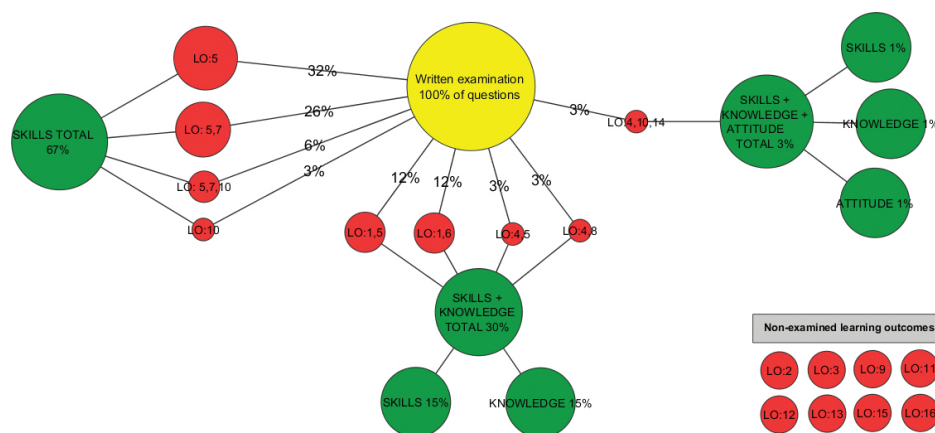 SKILLS TOTAL
67%
LO:5
LO: 5,7
LO: 5,7,10
LO:10
32%
26%
6%
3%
Written examination
100% of questions
12%
12%
3%
3%
LO:1,5
LO:1,6
LO:4,5
LO:4,8
SKILLS +
KNOWLEDGE
TOTAL 30%
SKILLS 15%
KNOWLEDGE 15%
3%
LO:4,10,14
SKILLS +
KNOWLEDGE +
ATTITUDE
TOTAL 3%
SKILLS 1%
KNOWLEDGE 1%
ATTITUDE 1%
Non-examined learning outcomes
LO:2
LO:3
LO:9
LO:11
LO:12
LO:13
LO:15
LO:16